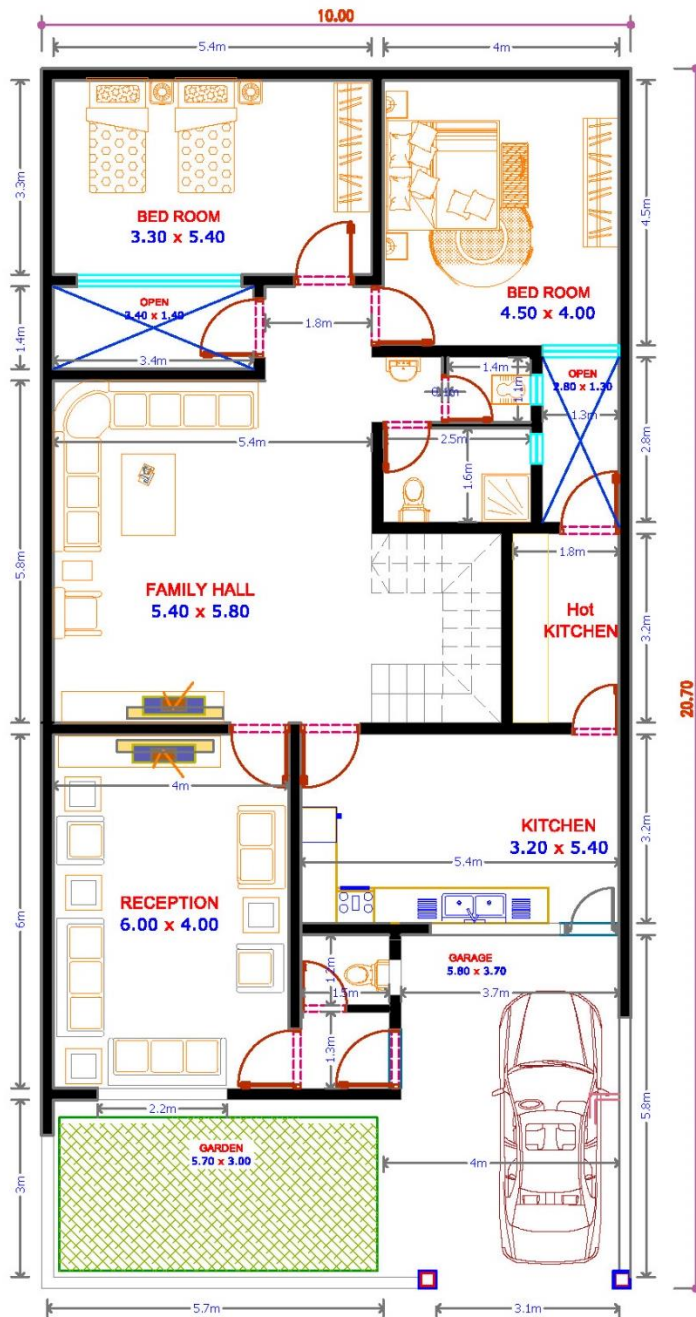 10.00
5.4m
4m
3.3m
BED ROOM
3.30 x 5.40
4.5m
BED ROOM
4.50 x 4.00
OPEN
3.40 x 1.40
1.4m
1.8m
3.4m
1.4m
1.1m
OPEN
2.80 x 1.30
1.3m
2.8m
5.4m
2.5m
1.6m
1.8m
5.8m
FAMILY HALL
5.40 x 5.80
Hot
KITCHEN
3.2m
20.70
4m
KITCHEN
3.20 x 5.40
3.2m
5.4m
RECEPTION
6.00 x 4.00
6m
GARAGE
5.80 x 3.70
1.2m
1.5m
3.7m
1.3m
5.8m
2.2m
GARDEN
5.70 x 3.00
3m
4m
5.7m
3.1m